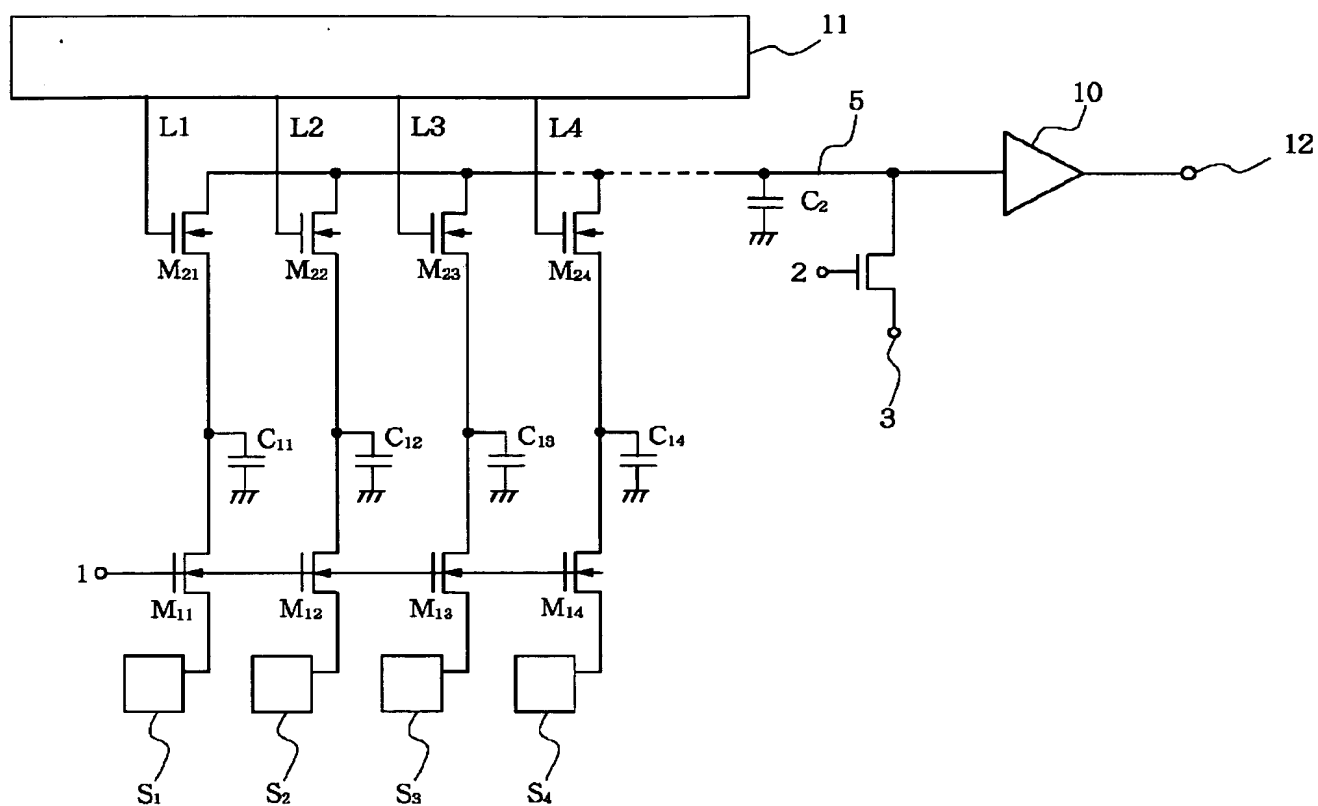 11
L1 L2 L3 L4 5 10 12
C₂
M₂₁ M₂₂ M₂₃ M₂₄ 2
3
C₁₁ C₁₂ C₁₃ C₁₄
1
M₁₁ M₁₂ M₁₃ M₁₄
S₁ S₂ S₃ S₄